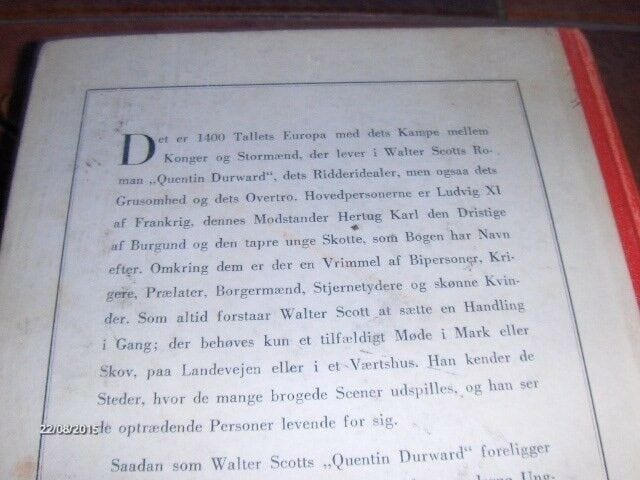 Det er 1400 Tallets Europa med dets Kampe mellem
Konger og Stormænd, der lever i Walter Scotts Ro-
man „Quentin Durward“, dets Ridderidealer, men ogsaa dets
Grusomhed og dets Overtro. Hovedpersonerne er Ludvig XI
af Frankrig, dennes Modstander Hertug Karl den Dristige
af Burgund og den tapre unge Skotte, som Bogen har Navn
efter. Omkring dem er der en Vrimmel af Bipersoner, Kri-
gere, Prælater, Borgermænd, Stjernetydere og skønne Kvin-
der. Som altid forstaar Walter Scott at sætte en Handling
i Gang; der behøves kun et tilfældigt Møde i Mark eller
Skov, paa Landevejen eller i et Værtshus. Han kender de
Steder, hvor de mange brogede Scener udspilles, og han ser
de optrædende Personer levende for sig.
Saadan som Walter Scotts „Quentin Durward“ foreligger
Ung-
22/08/2015